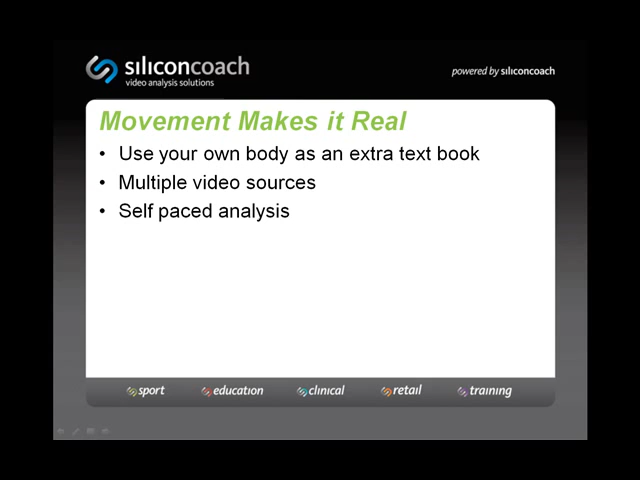 siliconcoach
video analysis solutions
powered by siliconcoach
Movement Makes it Real
• Use your own body as an extra text book
• Multiple video sources
• Self paced analysis
sport education clinical retail training